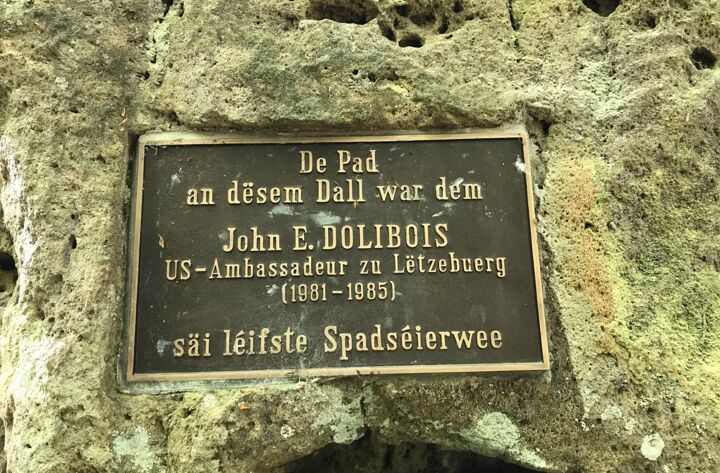 De Pad
an dësem Dall war dem
John E. DOLIBOIS
US-Ambassadeur zu Lëtzebuerg
(1981-1985)
säi léifste Spadséierwee